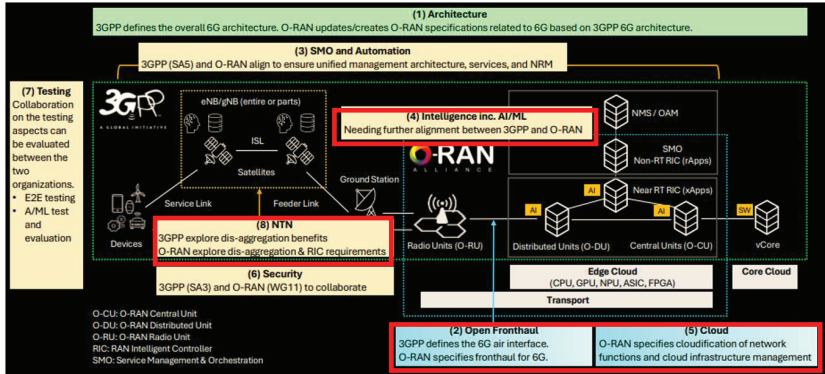 (1) Architecture
3GPP defines the overall 6G architecture. O-RAN updates/creates O-RAN specifications related to 6G based on 3GPP 6G architecture.
(3) SMO and Automation
3GPP (SA5) and O-RAN align to ensure unified management architecture, services, and NRM
(7) Testing
Collaboration
on the testing
aspects can
be evaluated
between the
two
organizations.
• E2E testing
• A/ML test
and
evaluation
3GPP
A GLOBAL INITIATIVE
eNB/gNB (entire or parts)
ISL
Satellites
Service Link
Feeder Link
Ground Station
Devices
(4) Intelligence inc. AI/ML
Needing further alignment between 3GPP and O-RAN
O-RAN
ALLIANCE
NMS / OAM
SMO
Non-RT RIC (rApps)
AI
Near RT RIC (xApps)
AI
AI
SW
Radio Units (O-RU)
Distributed Units (O-DU)
Central Units (O-CU)
vCore
(8) NTN
3GPP explore dis-aggregation benefits
O-RAN explore dis-aggregation & RIC requirements
(6) Security
3GPP (SA3) and O-RAN (WG11) to collaborate
Edge Cloud
(CPU, GPU, NPU, ASIC, FPGA)
Core Cloud
Transport
O-CU: O-RAN Central Unit
O-DU: O-RAN Distributed Unit
O-RU: O-RAN Radio Unit
RIC: RAN Intelligent Controller
SMO: Service Management & Orchestration
(2) Open Fronthaul
3GPP defines the 6G air interface.
O-RAN specifies fronthaul for 6G.
(5) Cloud
O-RAN specifies cloudification of network
functions and cloud infrastructure management